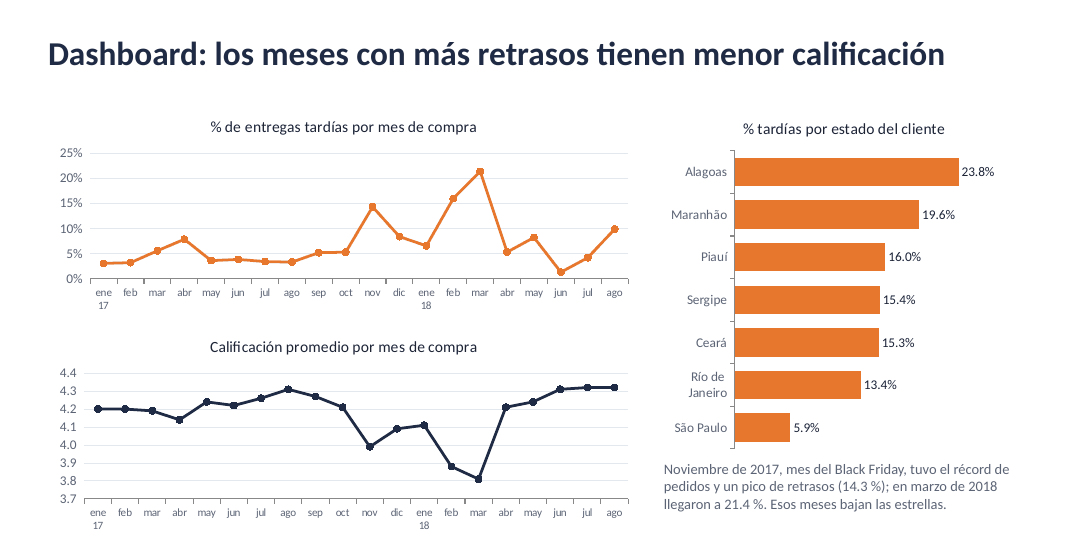 Dashboard: los meses con más retrasos tienen menor calificación
% de entregas tardías por mes de compra
25%
20%
15%
10%
5%
0%
ene feb mar abr may jun jul ago sep oct nov dic ene feb mar abr may jun jul ago
17 18
Calificación promedio por mes de compra
4.4
4.3
4.2
4.1
4.0
3.9
3.8
3.7
ene feb mar abr may jun jul ago sep oct nov dic ene feb mar abr may jun jul ago
17 18
% tardías por estado del cliente
Alagoas 23.8%
Maranhão 19.6%
Piauí 16.0%
Sergipe 15.4%
Ceará 15.3%
Río de
Janeiro 13.4%
São Paulo 5.9%
Noviembre de 2017, mes del Black Friday, tuvo el récord de
pedidos y un pico de retrasos (14.3 %); en marzo de 2018
llegaron a 21.4 %. Esos meses bajan las estrellas.